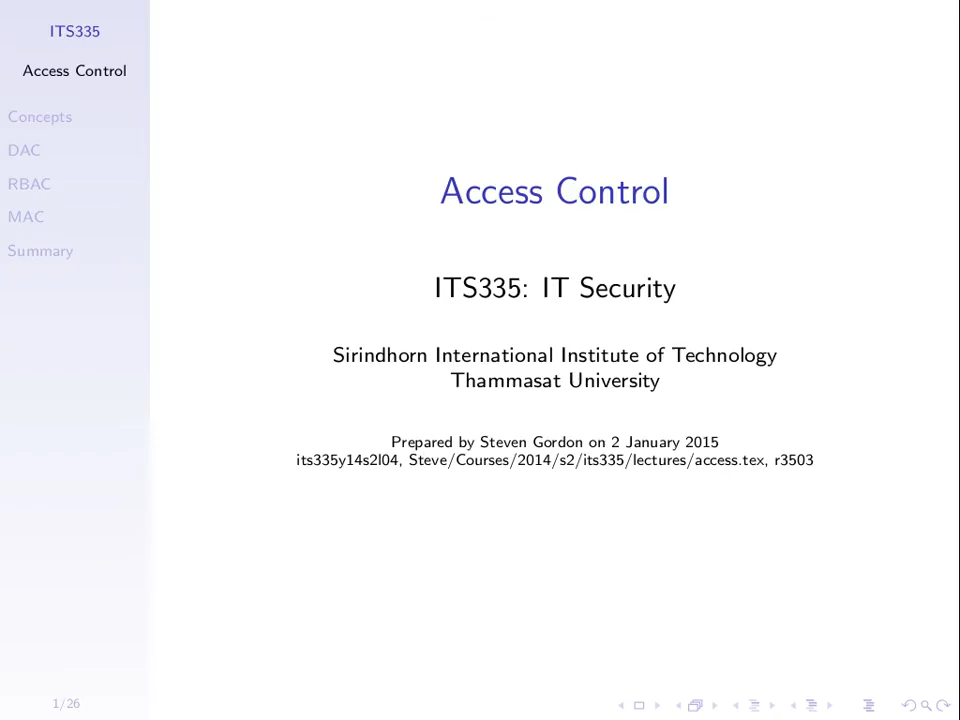 ITS335
Access Control
Concepts
DAC
RBAC
MAC
Summary
Access Control
ITS335: IT Security
Sirindhorn International Institute of Technology
Thammasat University
Prepared by Steven Gordon on 2 January 2015
its335y14s2l04, Steve/Courses/2014/s2/its335/lectures/access.tex, r3503
1/26